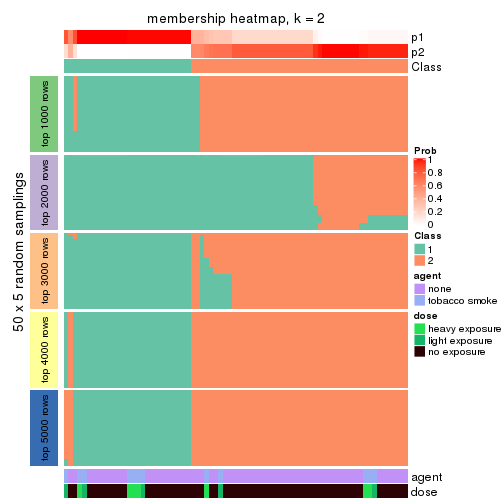 membership heatmap, k = 2
p1
p2
Class
50 x 5 random samplings
top 1000 rows
top 2000 rows
top 3000 rows
top 4000 rows
top 5000 rows
Prob
1
0.8
0.6
0.4
0.2
0
Class
1
2
agent
none
tobacco smoke
dose
heavy exposure
light exposure
no exposure
agent
dose